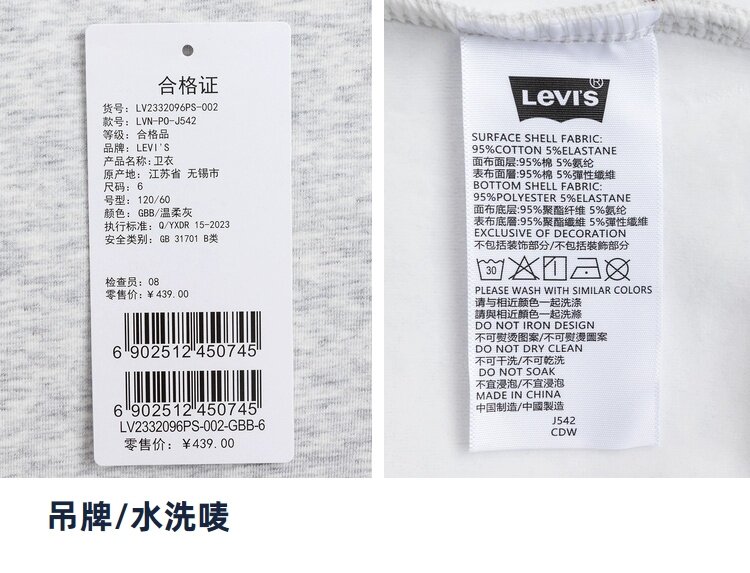 合格证
货号: LV2332096PS-002
款号: LVN-PO-J542
等级: 合格品
品牌: LEVI'S
产品名称:卫衣
原产地: 江苏省 无锡市
尺码: 6
号型: 120/60
颜色: GBB/温柔灰
执行标准: Q/YXDR 15-2023
安全类别: GB 31701 B类
检查员: 08
零售价: ¥439.00
6 902512 450745
6 902512 450745
LV2332096PS-002-GBB-6
零售价: ¥439.00
LEVI'S®
SURFACE SHELL FABRIC:
95%COTTON 5%ELASTANE
面布面层:95%棉 5%氨纶
表布面層:95%棉 5%彈性纖維
BOTTOM SHELL FABRIC:
95%POLYESTER 5%ELASTANE
面布底层:95%聚酯纤维 5%氨纶
表布底層:95%聚酯纖維 5%彈性纖維
EXCLUSIVE OF DECORATION
不包括装饰部分/不包括裝飾部分
30
PLEASE WASH WITH SIMILAR COLORS
请与相近颜色一起洗涤
請與相近顏色一起洗滌
DO NOT IRON DESIGN
不可熨烫图案/不可熨燙圖案
DO NOT DRY CLEAN
不可干洗/不可乾洗
DO NOT SOAK
不宜浸泡/不宜浸泡
MADE IN CHINA
中国制造/中國製造
J542
CDW
吊牌/水洗唛